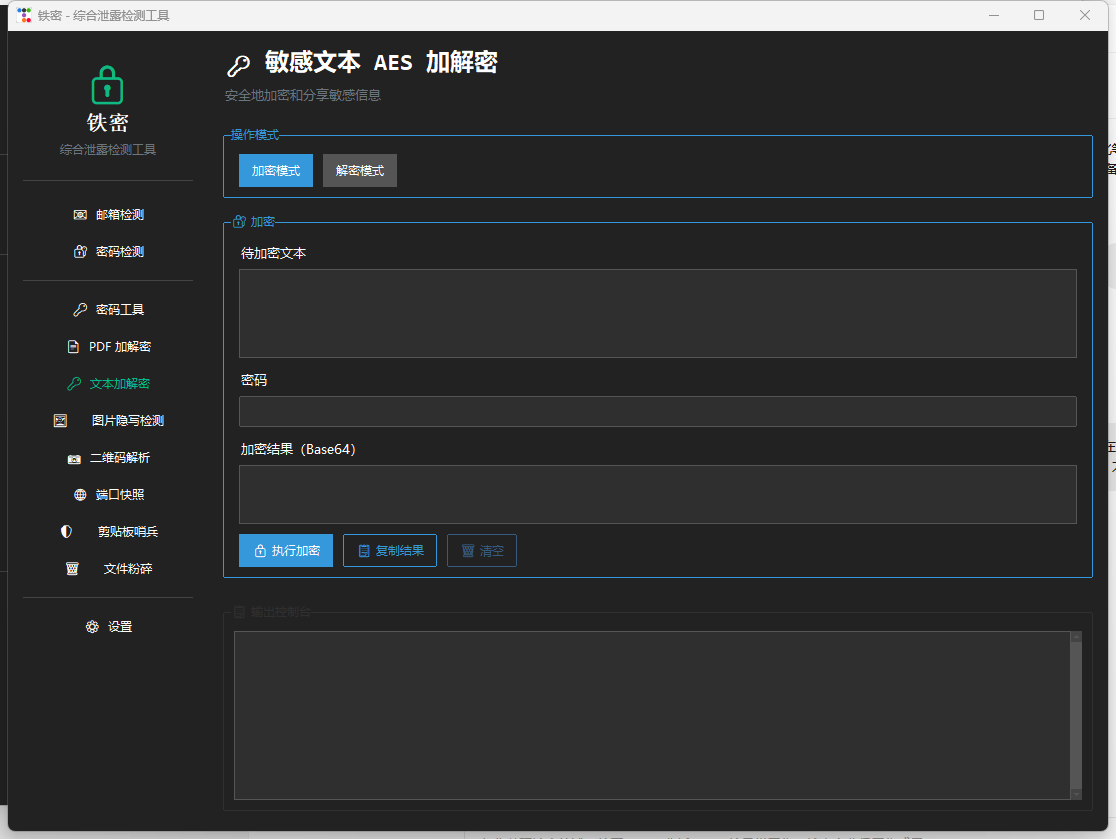 铁密 - 综合泄露检测工具
铁密
综合泄露检测工具
邮箱检测
密码检测
密码工具
PDF 加解密
文本加解密
图片隐写检测
二维码解析
端口快照
剪贴板哨兵
文件粉碎
设置
敏感文本 AES 加解密
安全地加密和分享敏感信息
操作模式
加密模式 解密模式
加密
待加密文本
密码
加密结果（Base64）
执行加密 复制结果 清空
输出控制台